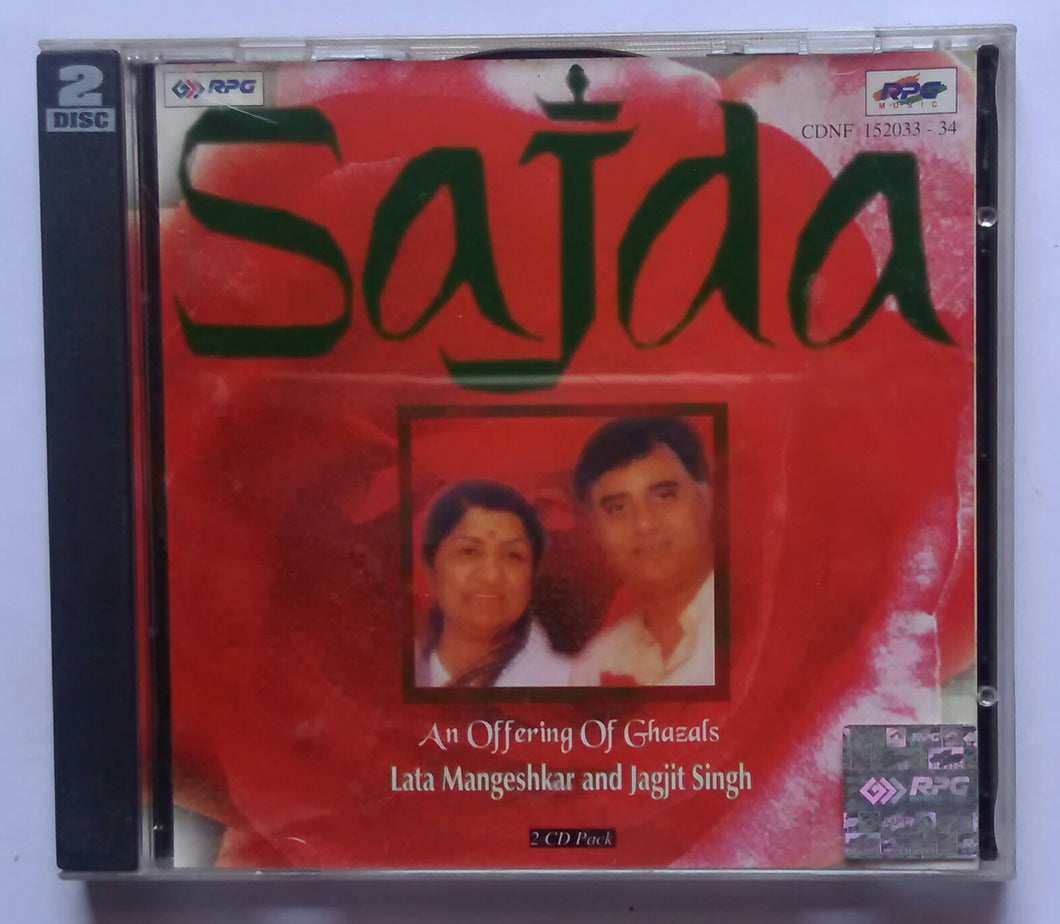 2
DISC
RPG
RPG
MUSIC
CDNF 152033 - 34
Sajda
An Offering Of Ghazals
Lata Mangeshkar and Jagjit Singh
2 CD Pack
RPG
RPG